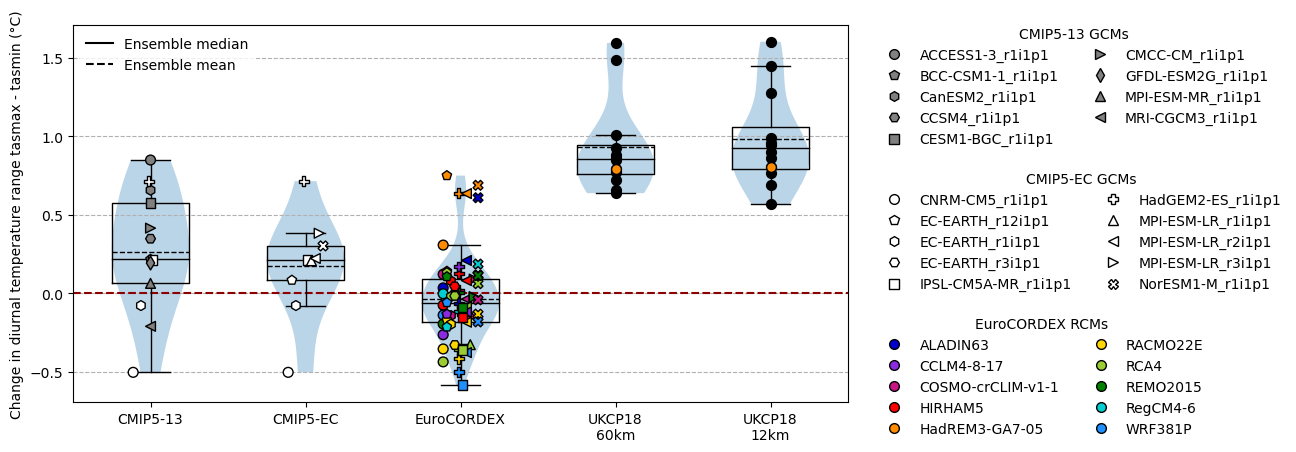 Change in diurnal temperature range tasmax - tasmin (°C)
1.5
1.0
0.5
0.0
−0.5
Ensemble median
Ensemble mean
CMIP5-13
CMIP5-EC
EuroCORDEX
UKCP18
60km
UKCP18
12km
CMIP5-13 GCMs
ACCESS1-3_r1i1p1
BCC-CSM1-1_r1i1p1
CanESM2_r1i1p1
CCSM4_r1i1p1
CESM1-BGC_r1i1p1
CMCC-CM_r1i1p1
GFDL-ESM2G_r1i1p1
MPI-ESM-MR_r1i1p1
MRI-CGCM3_r1i1p1
CMIP5-EC GCMs
CNRM-CM5_r1i1p1
EC-EARTH_r12i1p1
EC-EARTH_r1i1p1
EC-EARTH_r3i1p1
IPSL-CM5A-MR_r1i1p1
HadGEM2-ES_r1i1p1
MPI-ESM-LR_r1i1p1
MPI-ESM-LR_r2i1p1
MPI-ESM-LR_r3i1p1
NorESM1-M_r1i1p1
EuroCORDEX RCMs
ALADIN63
CCLM4-8-17
COSMO-crCLIM-v1-1
HIRHAM5
HadREM3-GA7-05
RACMO22E
RCA4
REMO2015
RegCM4-6
WRF381P